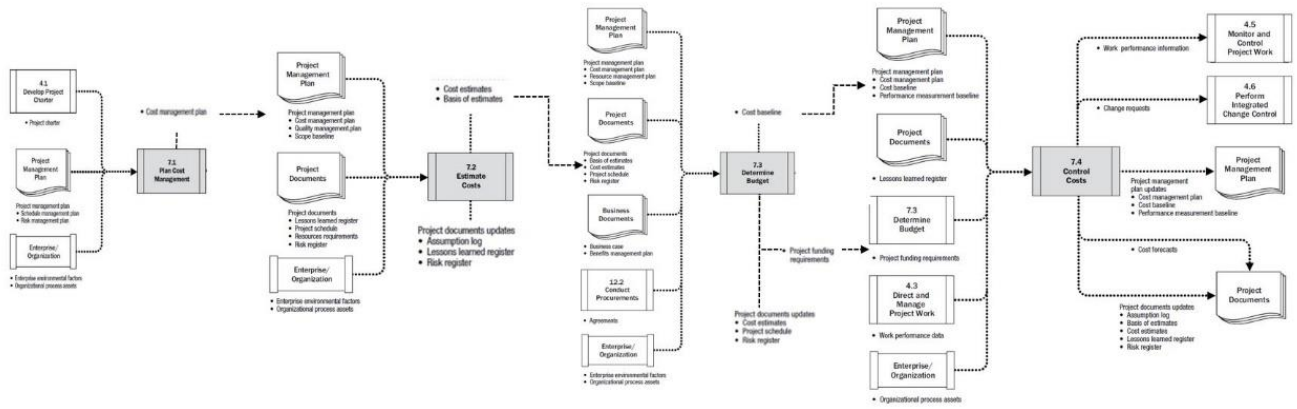 4.1
Develop Project
Charter
• Project charter
Project
Management
Plan
Project management plan
• Schedule management plan
• Risk management plan
Enterprise/
Organization
• Enterprise environmental factors
• Organizational process assets
• Cost management plan
7.1
Plan Cost
Management
Project
Management
Plan
Project management plan
• Cost management plan
• Quality management plan
• Scope baseline
Project
Documents
Project documents
• Lessons learned register
• Project schedule
• Resources requirements
• Risk register
Enterprise/
Organization
• Enterprise environmental factors
• Organizational process assets
• Cost estimates
• Basis of estimates
7.2
Estimate
Costs
Project documents updates
• Assumption log
• Lessons learned register
• Risk register
Project
Management
Plan
Project management plan
• Cost management plan
• Resource management plan
• Scope baseline
Project
Documents
Project documents
• Basis of estimates
• Cost estimates
• Project schedule
• Risk register
Business
Documents
• Business case
• Benefits management plan
12.2
Conduct
Procurements
• Agreements
Enterprise/
Organization
• Enterprise environmental factors
• Organizational process assets
• Cost baseline
7.3
Determine
Budget
• Project funding
requirements
Project documents updates
• Cost estimates
• Project schedule
• Risk register
Project
Management
Plan
Project management plan
• Cost management plan
• Cost baseline
• Performance measurement baseline
Project
Documents
• Lessons learned register
7.3
Determine
Budget
• Project funding requirements
4.3
Direct and
Manage
Project Work
• Work performance data
Enterprise/
Organization
• Organizational process assets
7.4
Control
Costs
• Work performance information
4.5
Monitor and
Control
Project Work
• Change requests
4.6
Perform
Integrated
Change Control
Project management
plan updates
• Cost management plan
• Cost baseline
• Performance measurement baseline
Project
Management
Plan
• Cost forecasts
Project
Documents
Project documents updates
• Assumption log
• Basis of estimates
• Cost estimates
• Lessons learned register
• Risk register